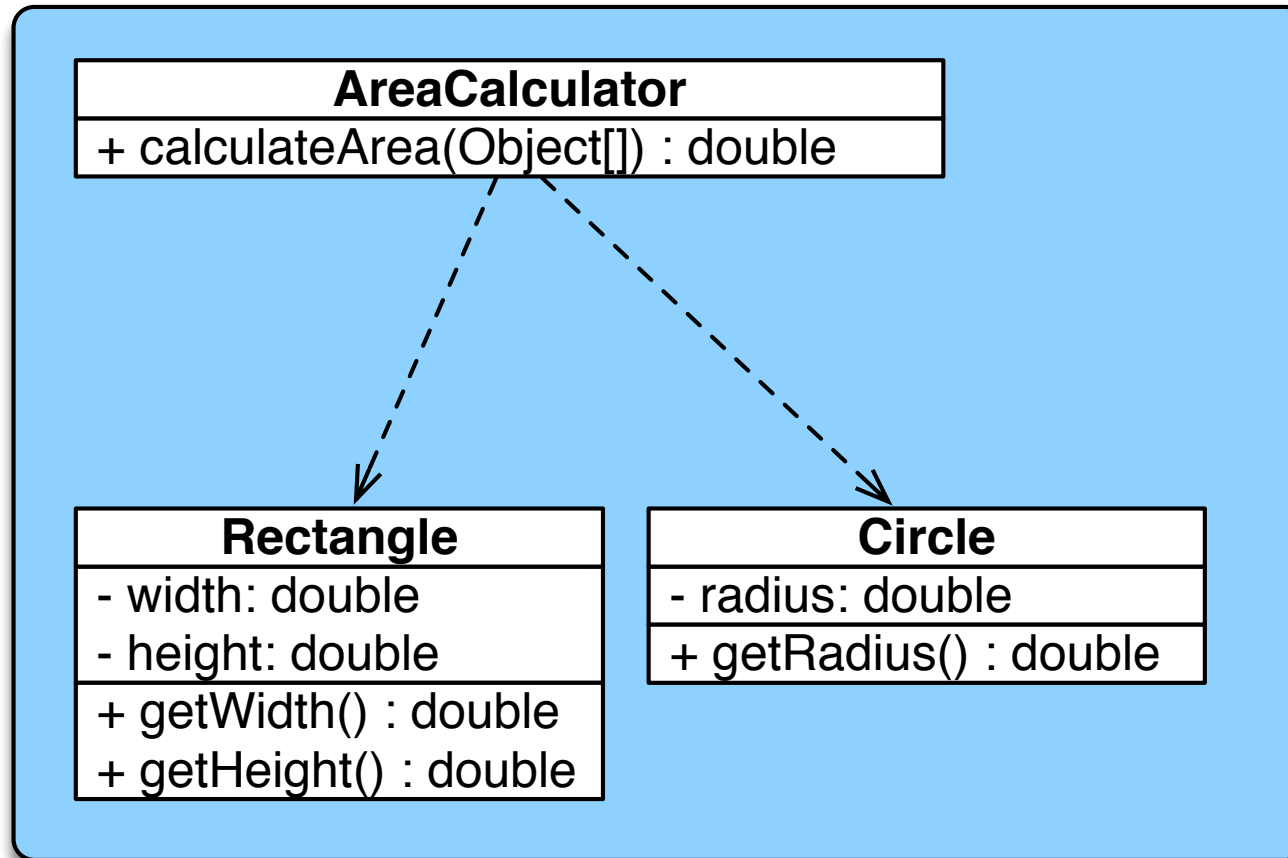 AreaCalculator
+ calculateArea(Object[]) : double
Rectangle
- width: double
- height: double
+ getWidth() : double
+ getHeight() : double
Circle
- radius: double
+ getRadius() : double